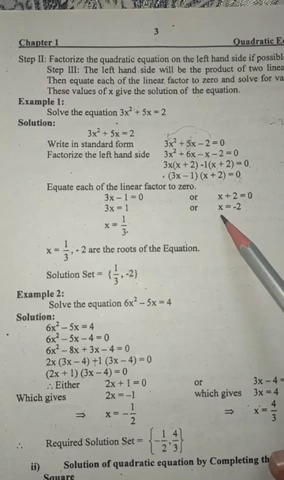 3
Chapter 1 Quadratic E
Step II: Factorize the quadratic equation on the left hand side if possibl
Step III: The left hand side will be the product of two linea
Then equate each of the linear factor to zero and solve for va
These values of x give the solution of the equation.
Example 1:
Solve the equation 3x² + 5x = 2
Solution:
3x² + 5x = 2
Write in standard form 3x² + 5x – 2 = 0
Factorize the left hand side 3x² + 6x – x – 2 = 0
3x(x + 2) -1(x + 2) = 0
(3x – 1) (x + 2) = 0
Equate each of the linear factor to zero.
3x – 1 = 0 or x + 2 = 0
3x = 1 or x = -2
x = 1/3
x = 1/3, - 2 are the roots of the Equation.
Solution Set = {1/3, -2}
Example 2:
Solve the equation 6x² – 5x = 4
Solution:
6x² – 5x = 4
6x² – 5x – 4 = 0
6x² – 8x + 3x – 4 = 0
2x (3x – 4) +1 (3x – 4) = 0
(2x + 1) (3x – 4) = 0
∴ Either 2x + 1 = 0 or 3x – 4 =
Which gives 2x = –1 which gives 3x = 4
⇒ x = –1/2 ⇒ x = 4/3
∴ Required Solution Set = {–1/2, 4/3}
ii) Solution of quadratic equation by Completing th
Square